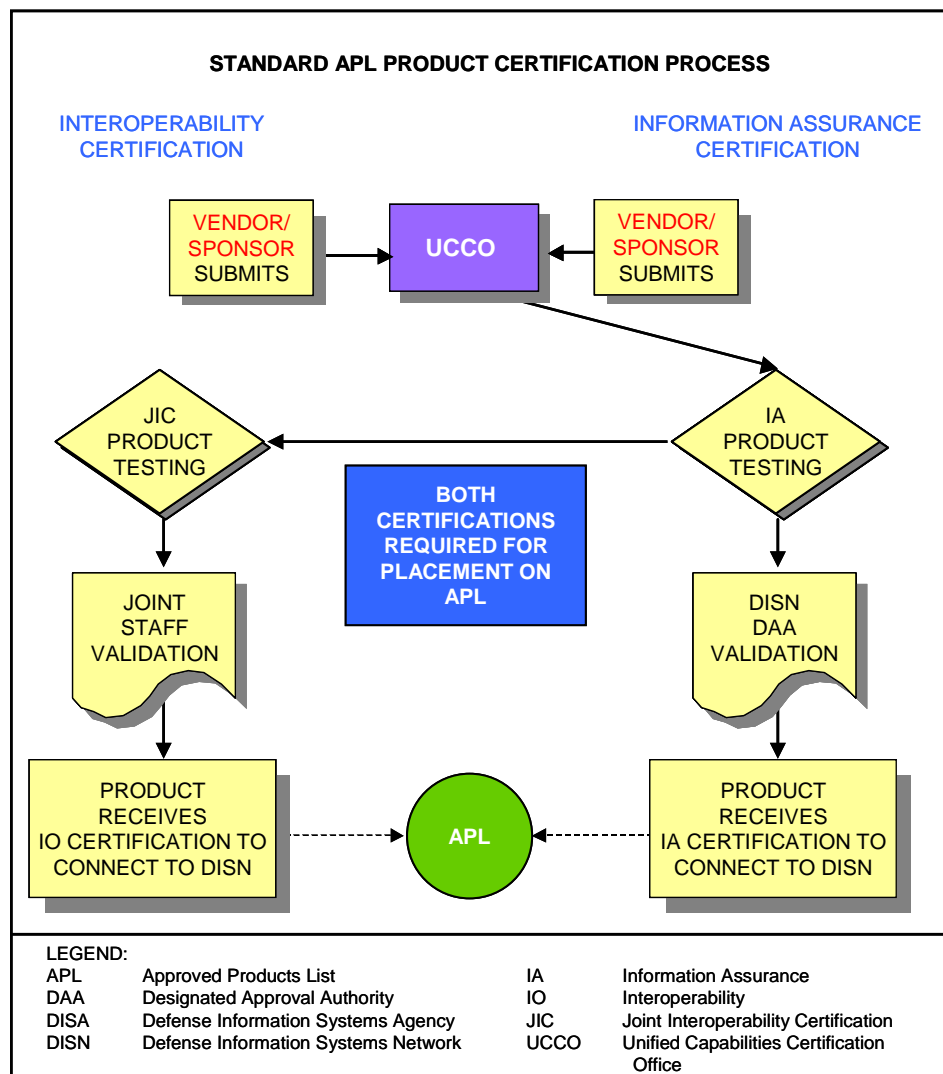 STANDARD APL PRODUCT CERTIFICATION PROCESS
INTEROPERABILITY
CERTIFICATION
INFORMATION ASSURANCE
CERTIFICATION
VENDOR/
SPONSOR
SUBMITS
UCCO
VENDOR/
SPONSOR
SUBMITS
JIC
PRODUCT
TESTING
IA
PRODUCT
TESTING
BOTH
CERTIFICATIONS
REQUIRED FOR
PLACEMENT ON
APL
JOINT
STAFF
VALIDATION
DISN
DAA
VALIDATION
PRODUCT
RECEIVES
IO CERTIFICATION TO
CONNECT TO DISN
APL
PRODUCT
RECEIVES
IA CERTIFICATION TO
CONNECT TO DISN
LEGEND:
APL Approved Products List
DAA Designated Approval Authority
DISA Defense Information Systems Agency
DISN Defense Information Systems Network
IA Information Assurance
IO Interoperability
JIC Joint Interoperability Certification
UCCO Unified Capabilities Certification
Office